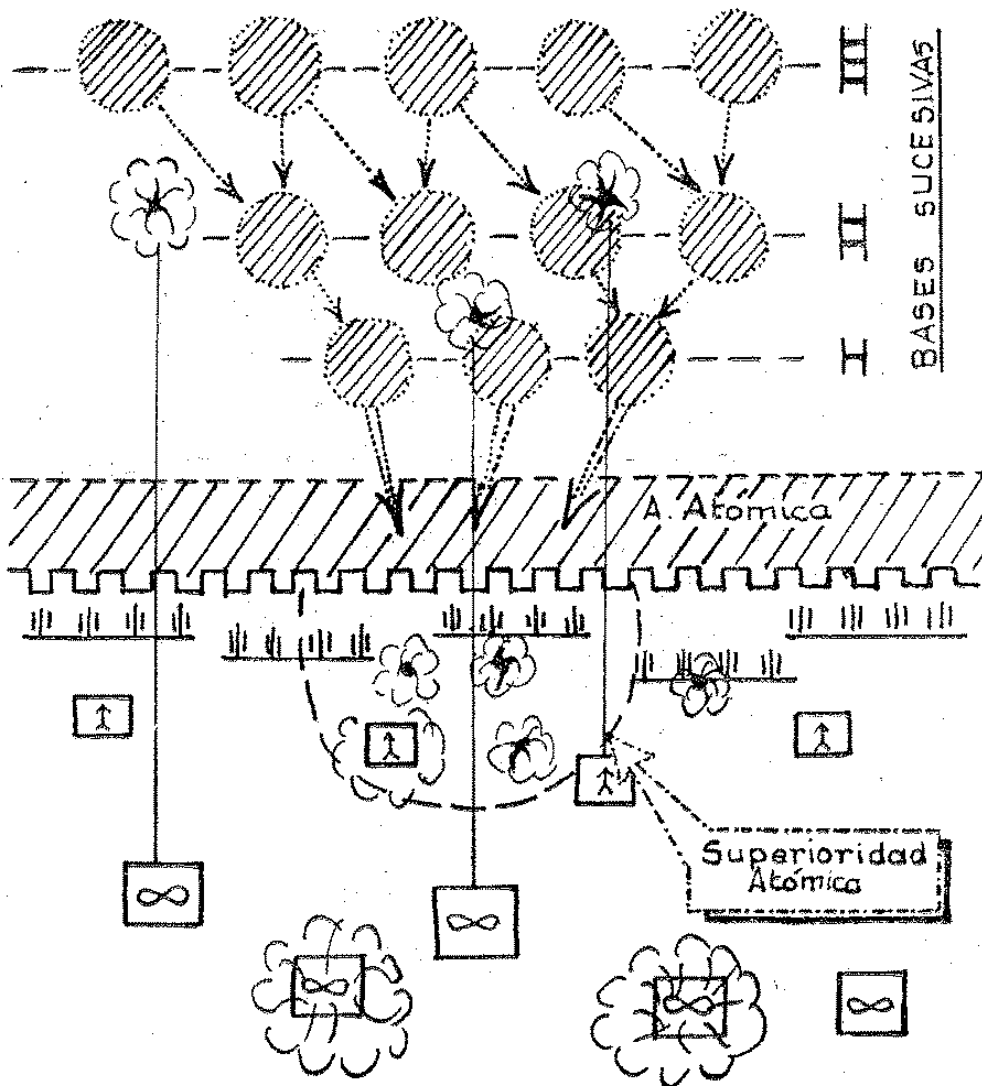 III
II
I
BASES SUCESIVAS
A. Atómica
Superioridad
Atómica